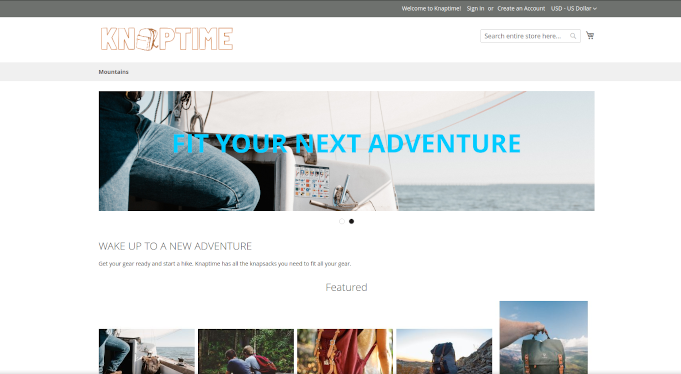 Welcome to Knaptime! Sign In or Create an Account USD - US Dollar
KNAPTIME
Search entire store here...
Mountains
FIT YOUR NEXT ADVENTURE
WAKE UP TO A NEW ADVENTURE
Get your gear ready and start a hike. Knaptime has all the knapsacks you need to fit all your gear.
Featured